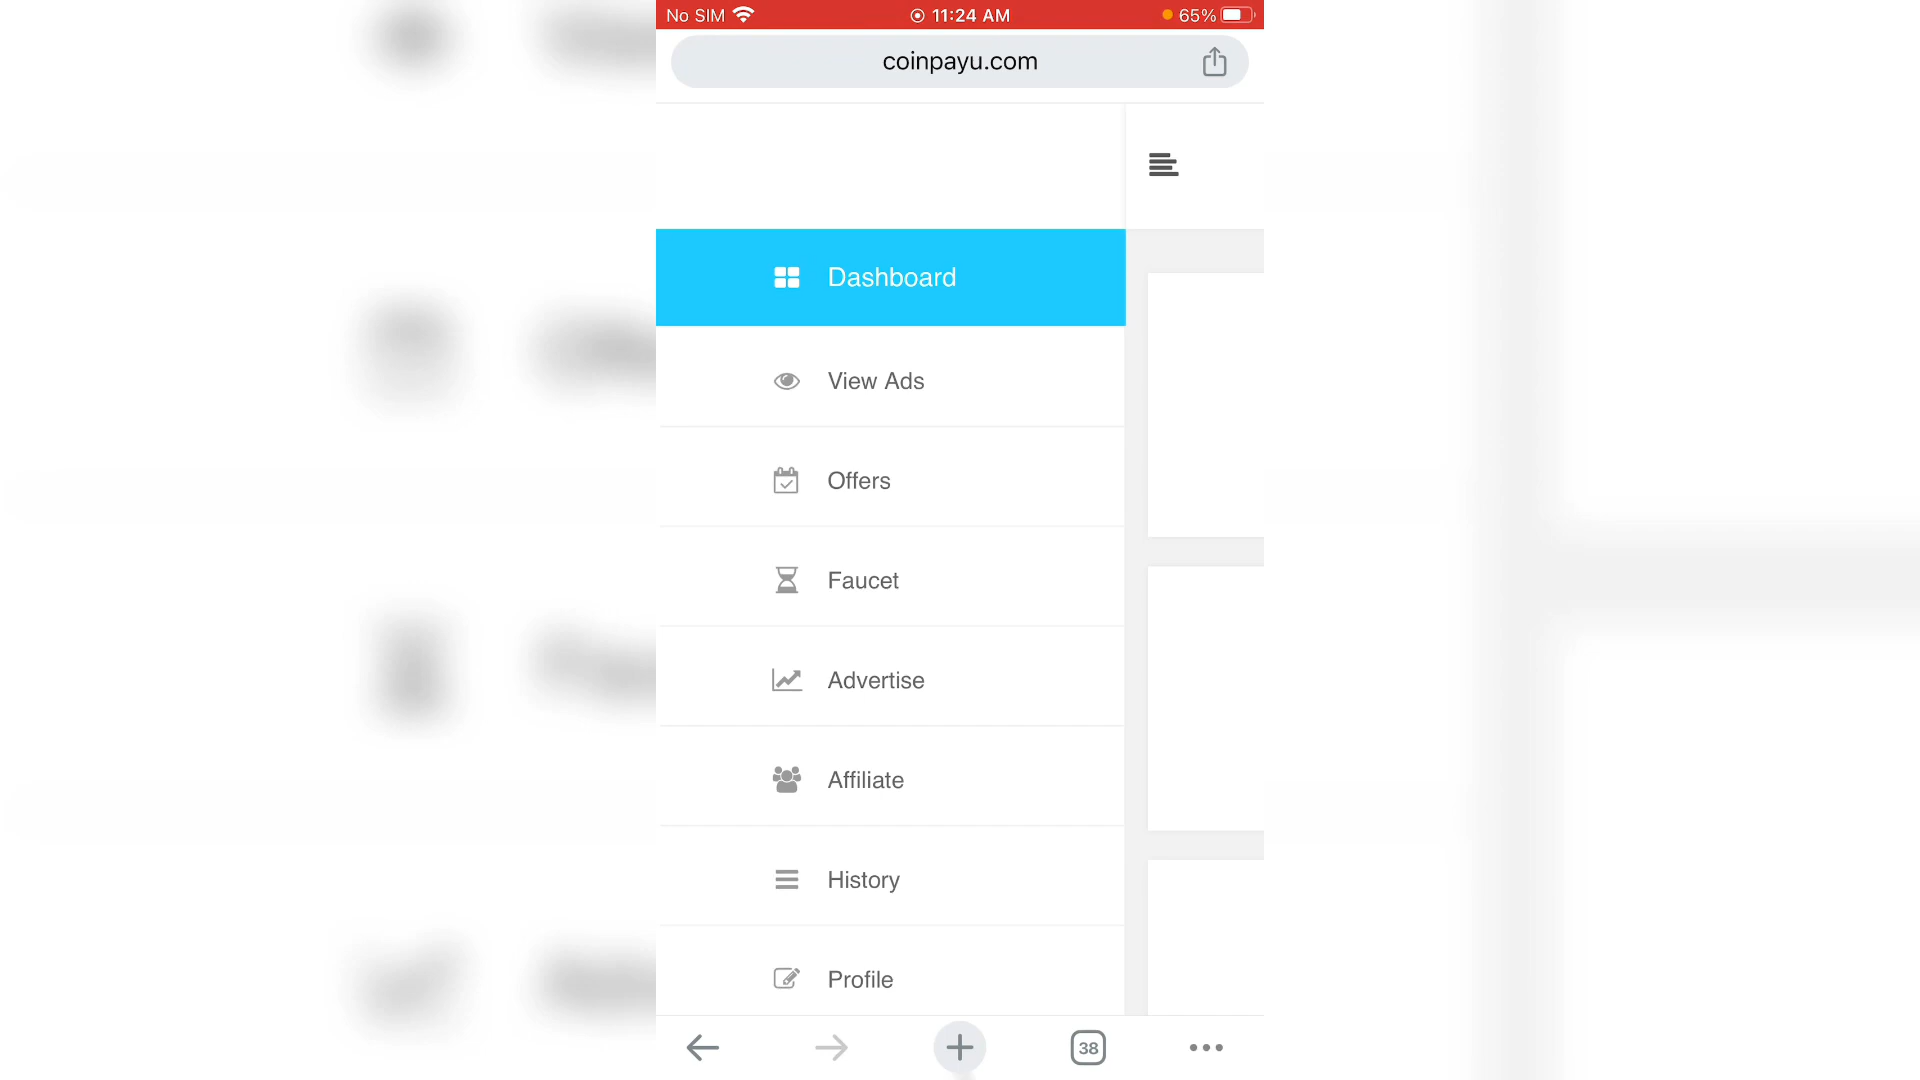 No SIM 11:24 AM 65%
coinpayu.com
Dashboard
View Ads
Offers
Faucet
Advertise
Affiliate
History
Profile
38